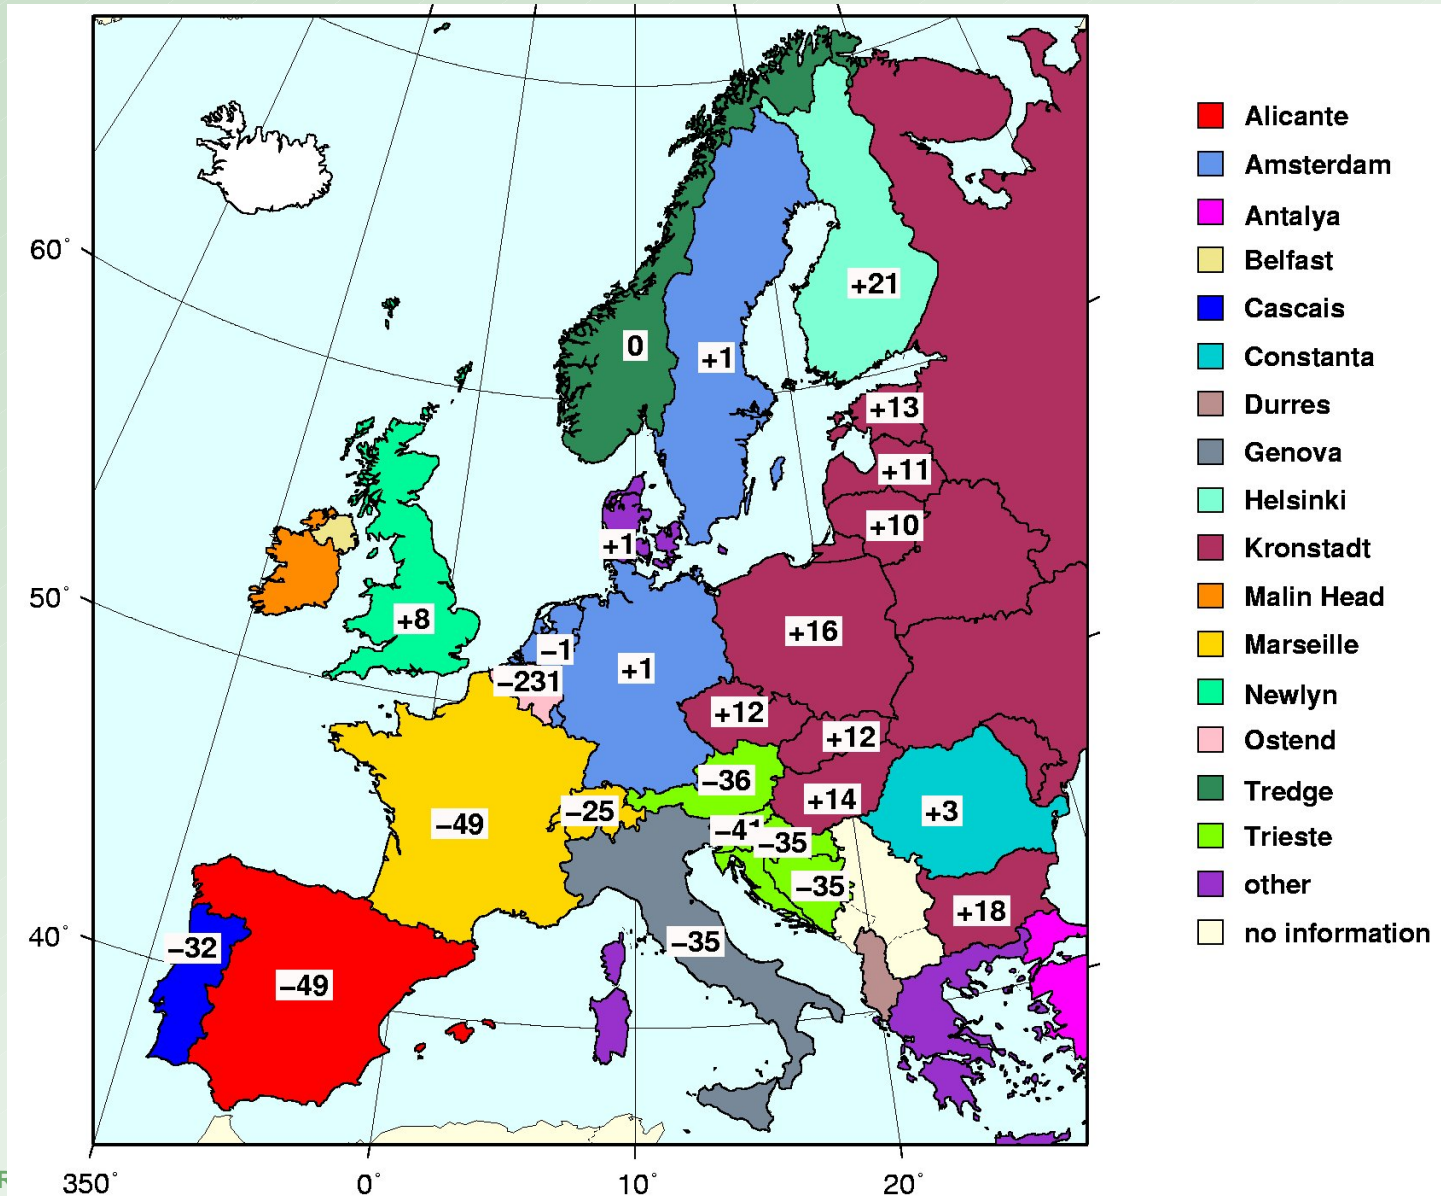 60°
50°
40°
350°
0°
10°
20°
0
+1
+21
+13
+11
+10
+1
+8
−1
−231
+1
+16
+12
+12
−36
+14
+3
−25
−49
−35
−35
+18
−35
−32
−49
Alicante
Amsterdam
Antalya
Belfast
Cascais
Constanta
Durres
Genova
Helsinki
Kronstadt
Malin Head
Marseille
Newlyn
Ostend
Tredge
Trieste
other
no information